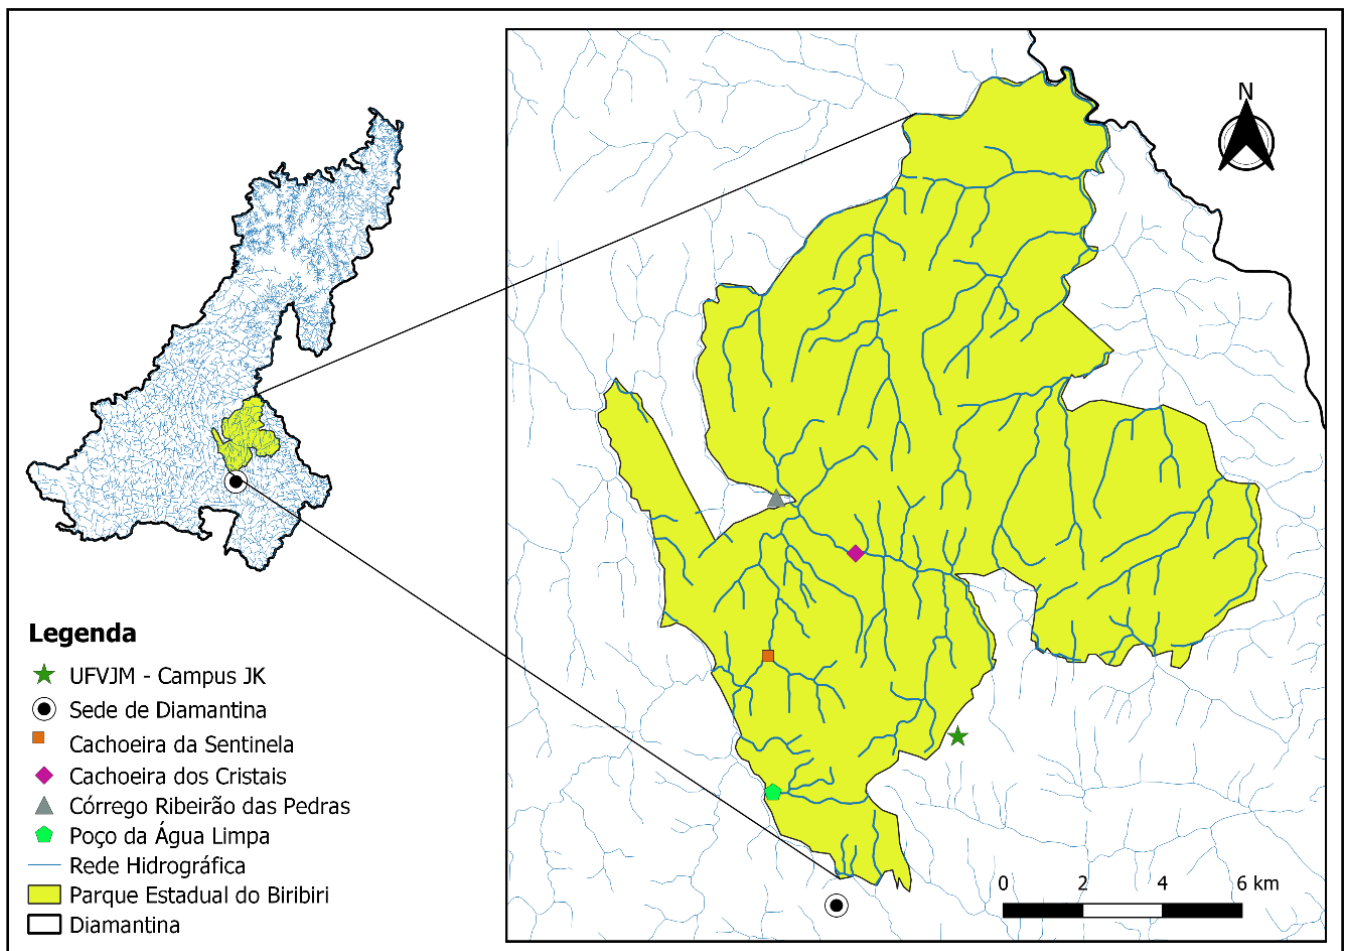 N
Legenda
UFVJM - Campus JK
Sede de Diamantina
Cachoeira da Sentinela
Cachoeira dos Cristais
Córrego Ribeirão das Pedras
Poço da Água Limpa
Rede Hidrográfica
Parque Estadual do Biribiri
Diamantina
0 2 4 6 km